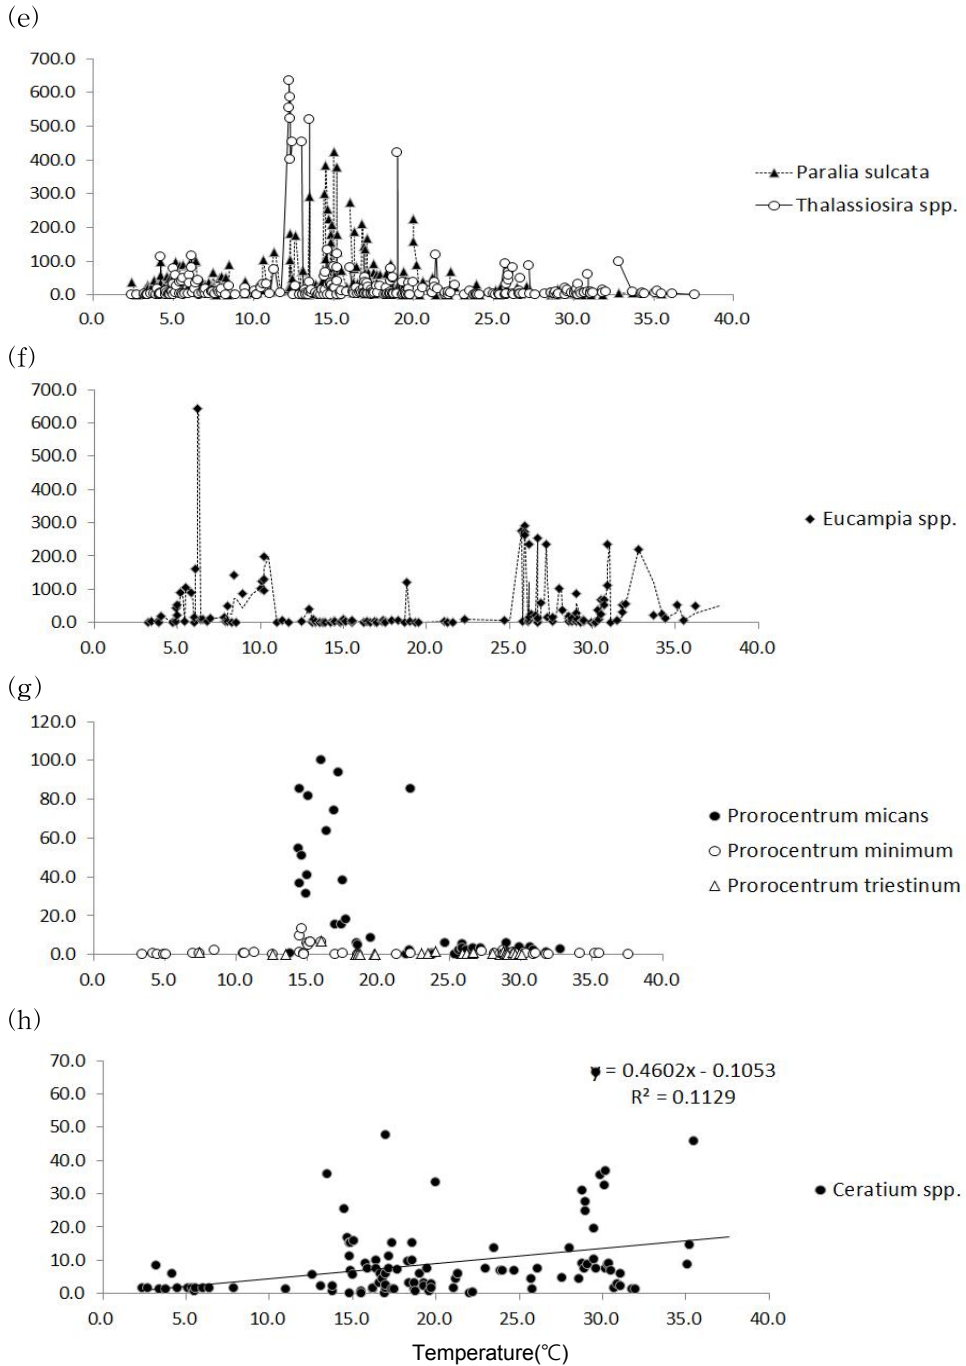 (e)
700.0
600.0
500.0
400.0
300.0
200.0
100.0
0.0
0.0 5.0 10.0 15.0 20.0 25.0 30.0 35.0 40.0
Paralia sulcata
Thalassiosira spp.
(f)
700.0
600.0
500.0
400.0
300.0
200.0
100.0
0.0
0.0 5.0 10.0 15.0 20.0 25.0 30.0 35.0 40.0
Eucampia spp.
(g)
120.0
100.0
80.0
60.0
40.0
20.0
0.0
0.0 5.0 10.0 15.0 20.0 25.0 30.0 35.0 40.0
Prorocentrum micans
Prorocentrum minimum
Prorocentrum triestinum
(h)
70.0
60.0
50.0
40.0
30.0
20.0
10.0
0.0
0.0 5.0 10.0 15.0 20.0 25.0 30.0 35.0 40.0
y = 0.4602x - 0.1053
R² = 0.1129
Ceratium spp.
Temperature(℃)